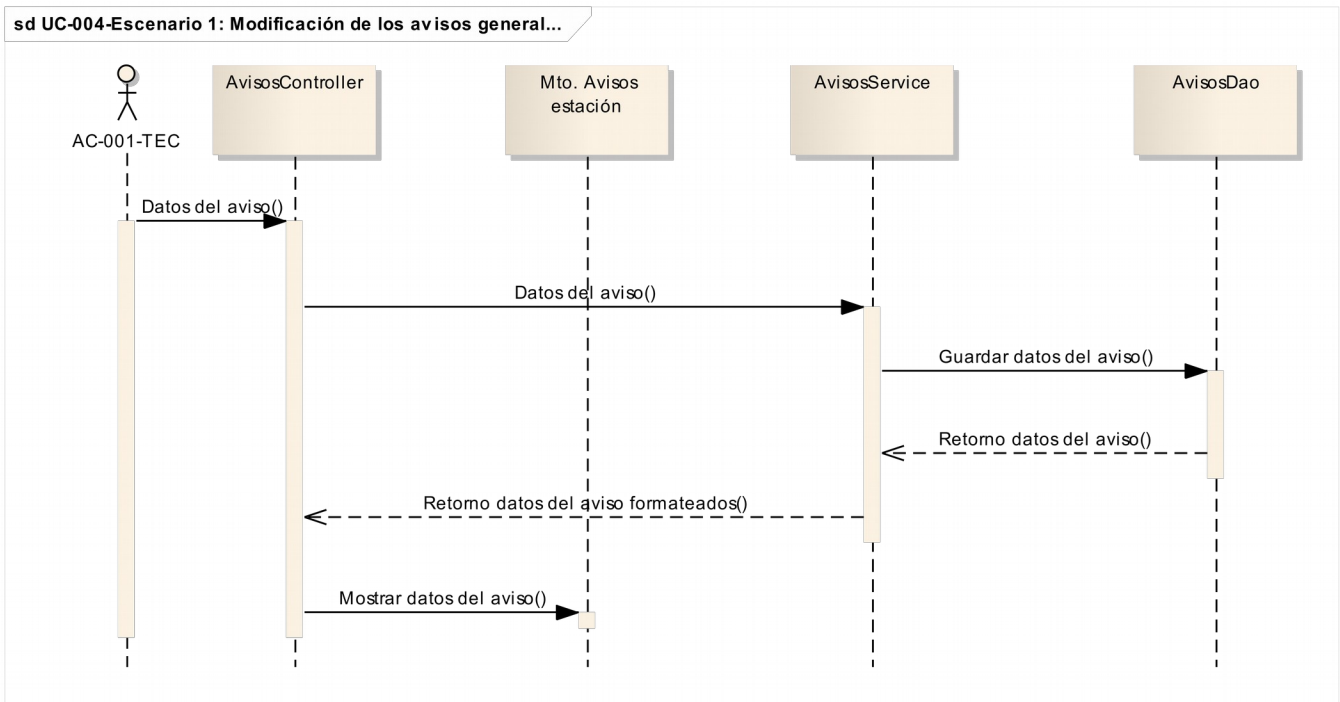 sd UC-004-Escenario 1: Modificación de los avisos general...
AC-001-TEC
AvisosController
Mto. Avisos
estación
AvisosService
AvisosDao
Datos del aviso()
Datos del aviso()
Guardar datos del aviso()
Retorno datos del aviso()
Retorno datos del aviso formateados()
Mostrar datos del aviso()